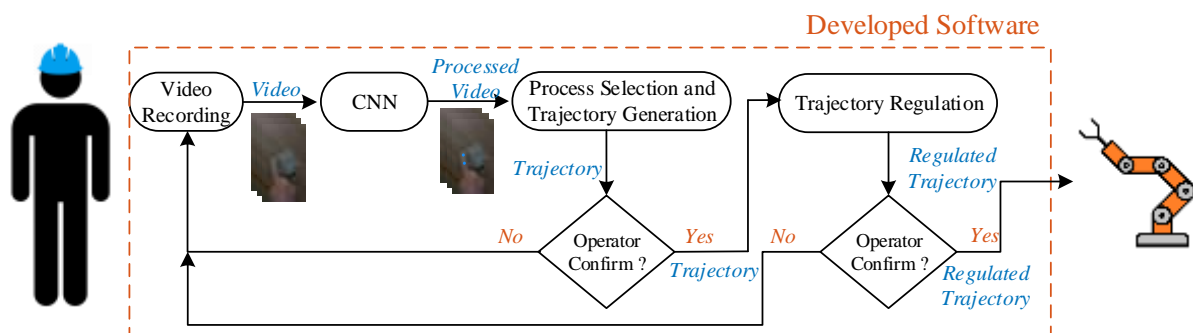 Developed Software
Video
Recording
Video
CNN
Processed
Video
Process Selection and
Trajectory Generation
Trajectory Regulation
Trajectory
Regulated
Trajectory
No
Operator
Confirm ?
Yes
Trajectory
No
Operator
Confirm ?
Yes
Regulated
Trajectory